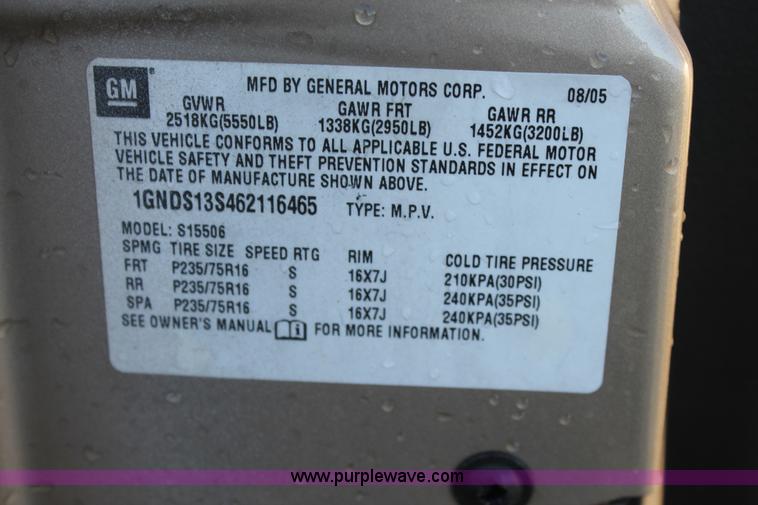 GM MFD BY GENERAL MOTORS CORP. 08/05
GVWR GAWR FRT GAWR RR
2518KG(5550LB) 1338KG(2950LB) 1452KG(3200LB)
THIS VEHICLE CONFORMS TO ALL APPLICABLE U.S. FEDERAL MOTOR
VEHICLE SAFETY AND THEFT PREVENTION STANDARDS IN EFFECT ON
THE DATE OF MANUFACTURE SHOWN ABOVE.
1GNDS13S462116465 TYPE: M.P.V.
MODEL: S15506
SPMG TIRE SIZE SPEED RTG RIM COLD TIRE PRESSURE
FRT P235/75R16 S 16X7J 210KPA(30PSI)
RR P235/75R16 S 16X7J 240KPA(35PSI)
SPA P235/75R16 S 16X7J 240KPA(35PSI)
SEE OWNER'S MANUAL i FOR MORE INFORMATION.
www.purplewave.com